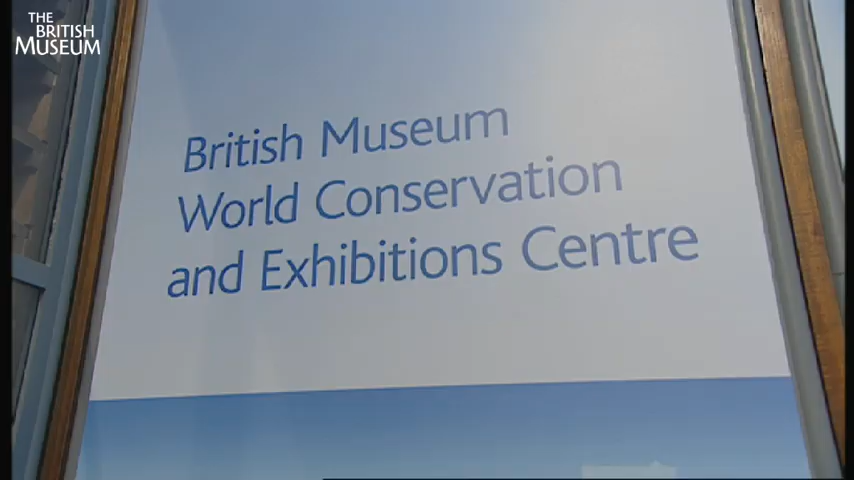 THE
BRITISH
MUSEUM
British Museum
World Conservation
and Exhibitions Centre